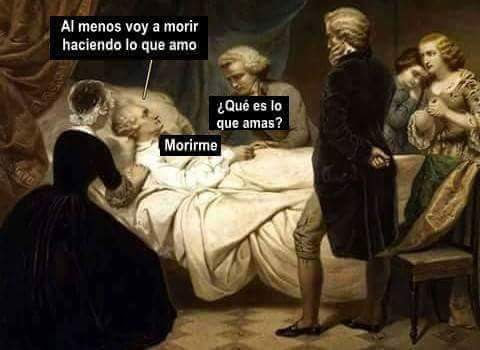 Al menos voy a morir
haciendo lo que amo
¿Qué es lo
que amas?
Morirme